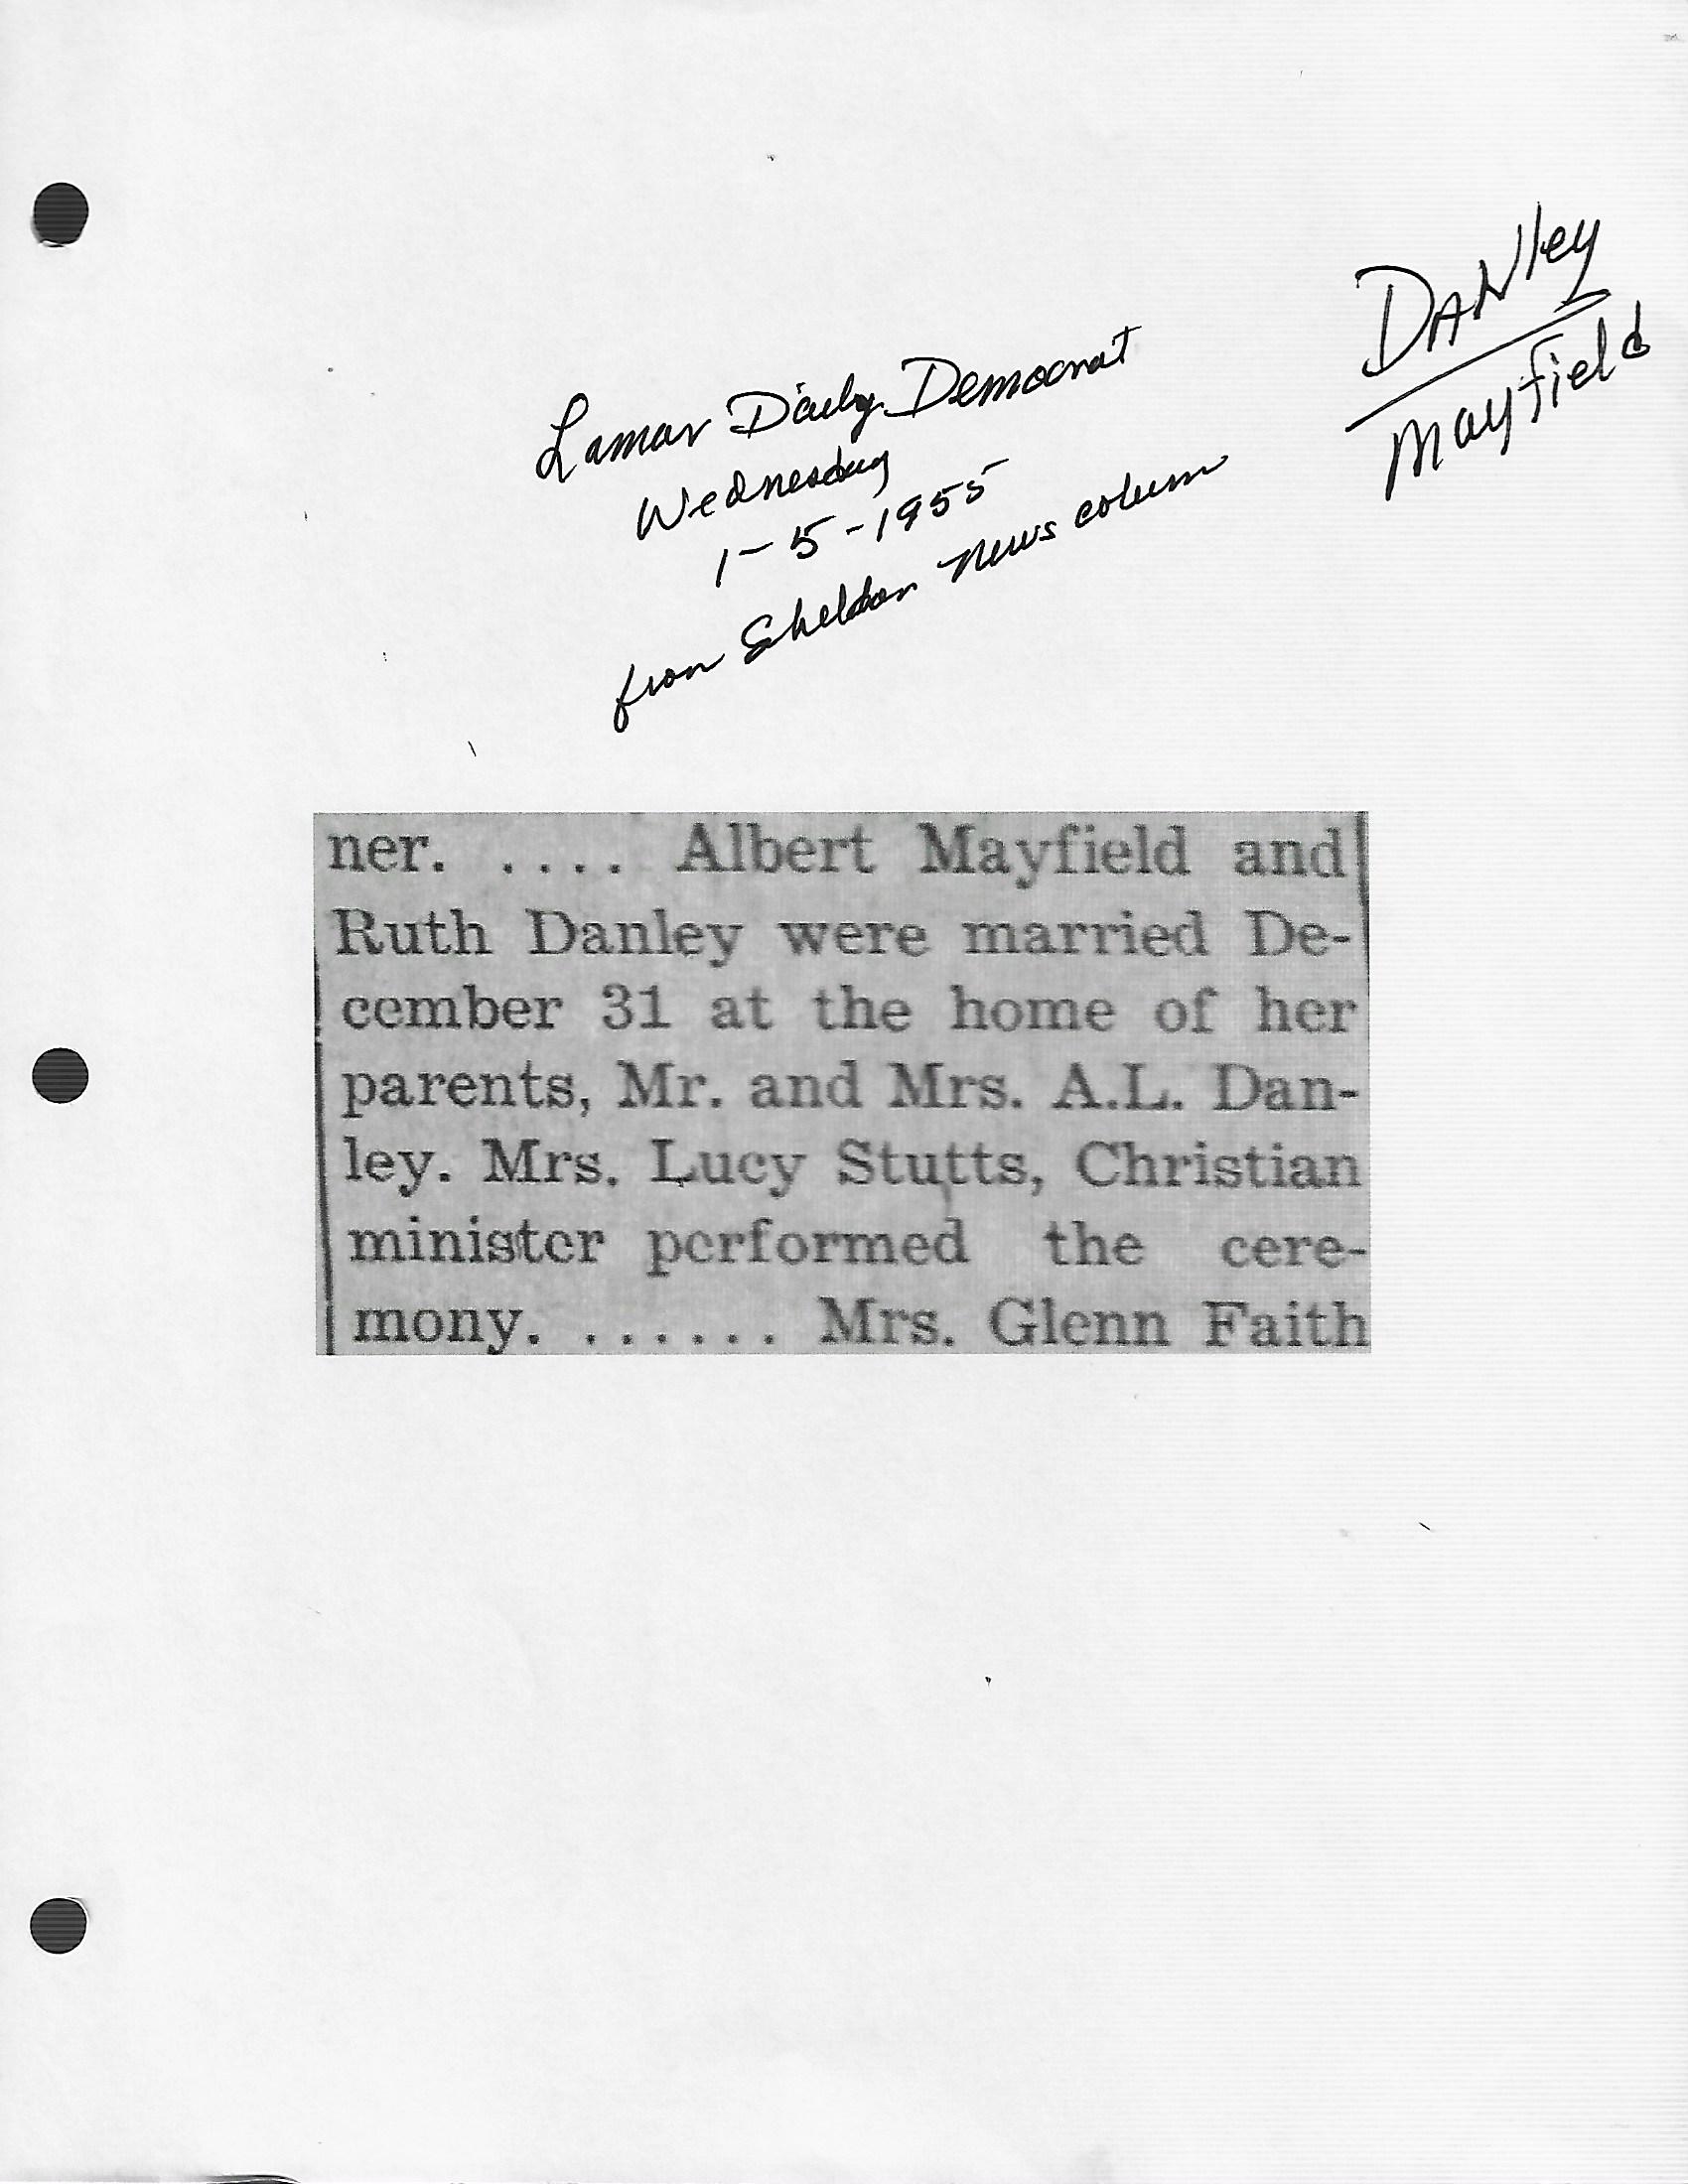 DANley
Mayfield
Lamar Daily Democrat
Wednesday
1-5-1955
from Sheldon News colum
ner. .... Albert Mayfield and
Ruth Danley were married De-
cember 31 at the home of her
parents, Mr. and Mrs. A.L. Dan-
ley. Mrs. Lucy Stutts, Christian
minister performed the cere-
mony. ...... Mrs. Glenn Faith